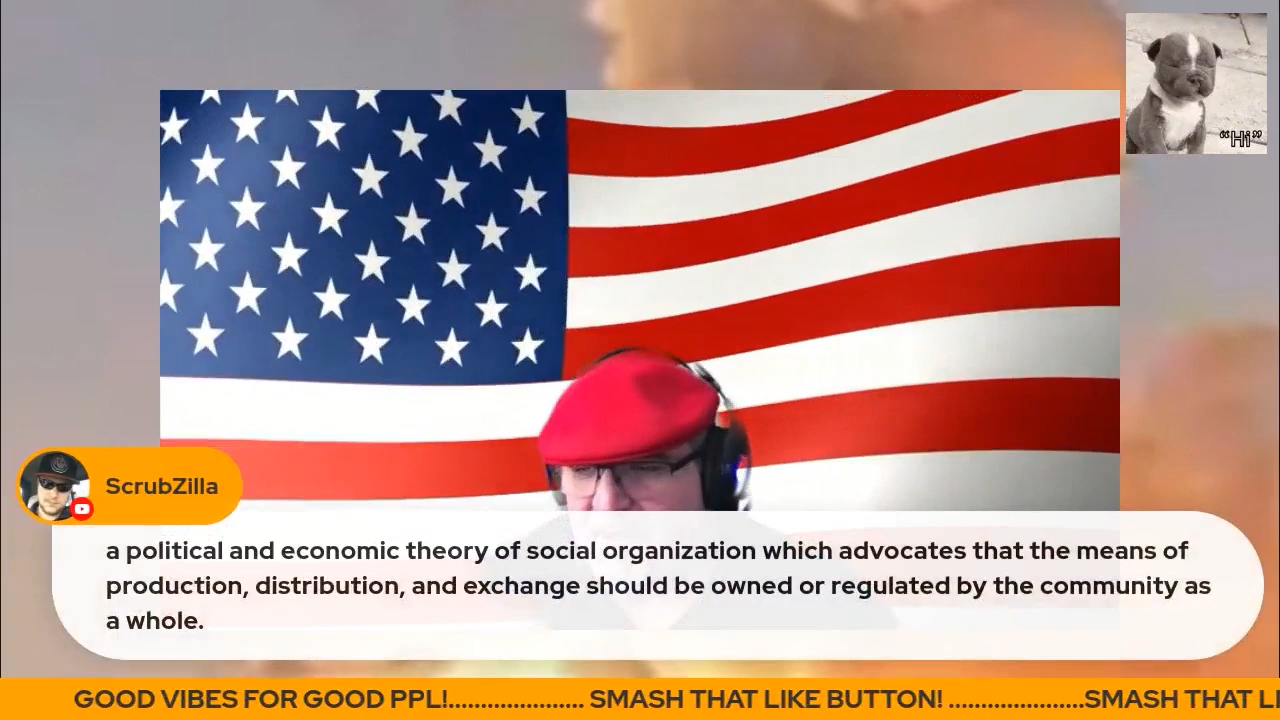 "Hi"
ScrubZilla
a political and economic theory of social organization which advocates that the means of
production, distribution, and exchange should be owned or regulated by the community as
a whole.
GOOD VIBES FOR GOOD PPL!..................... SMASH THAT LIKE BUTTON! .....................SMASH THAT LI